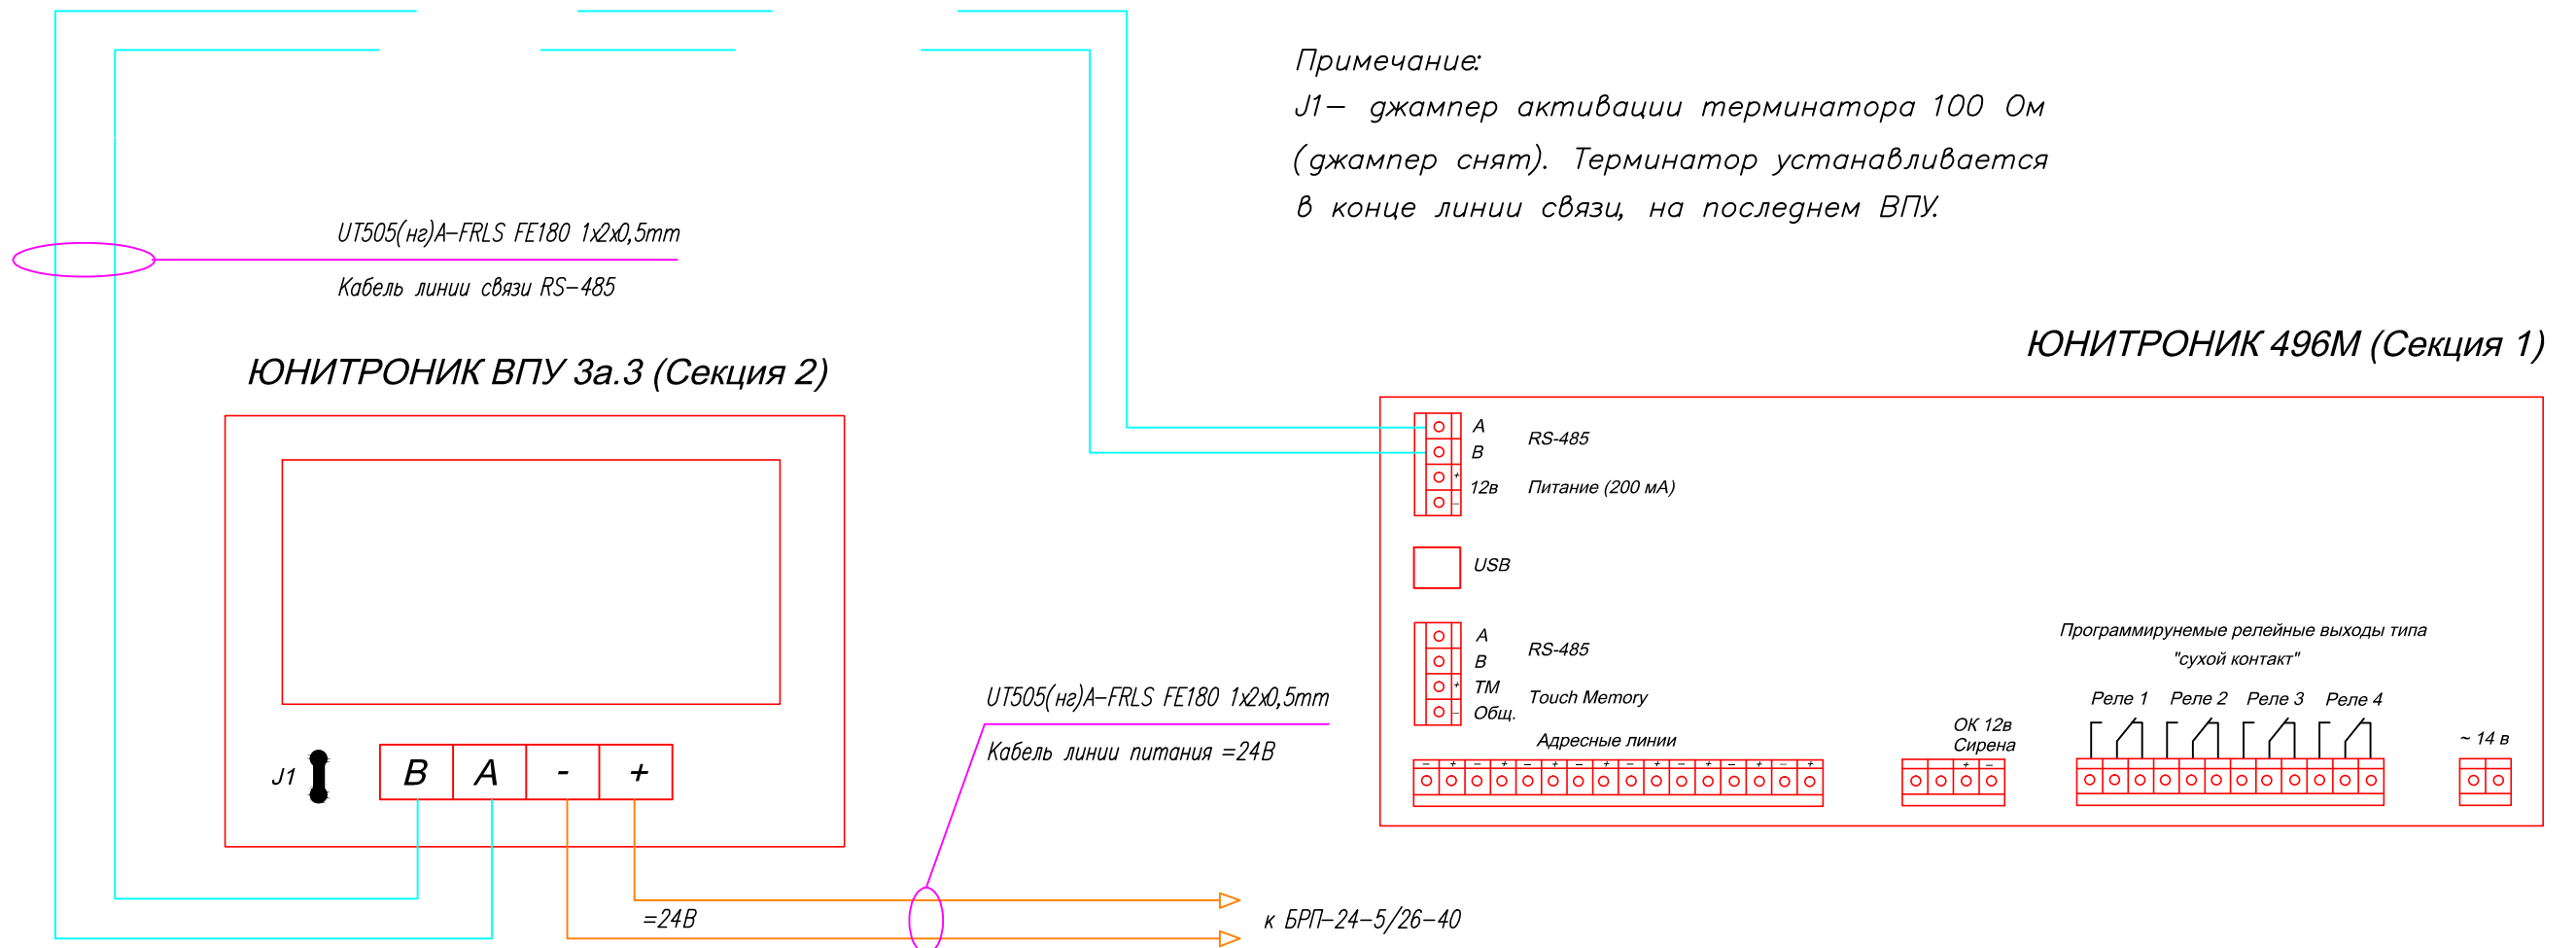 Примечание:
J1– джампер активации терминатора 100 Ом
(джампер снят). Терминатор устанавливается
в конце линии связи, на последнем ВПУ.
UT505(нг)А–FRLS FE180 1x2x0,5mm
Кабель линии связи RS–485
ЮНИТРОНИК ВПУ 3а.3 (Секция 2)
J1
B A - +
=24В
UT505(нг)А–FRLS FE180 1x2x0,5mm
Кабель линии питания =24В
к БРП–24–5/26–40
ЮНИТРОНИК 496М (Секция 1)
A
RS-485
B
+
12в Питание (200 мА)
–
USB
A
RS-485
B
+ TM
Touch Memory
– Общ.
Адресные линии
– + – + – + – + – + – + – + – +
ОК 12в
Сирена
+ –
Программирунемые релейные выходы типа
"сухой контакт"
Реле 1 Реле 2 Реле 3 Реле 4
~ 14 в